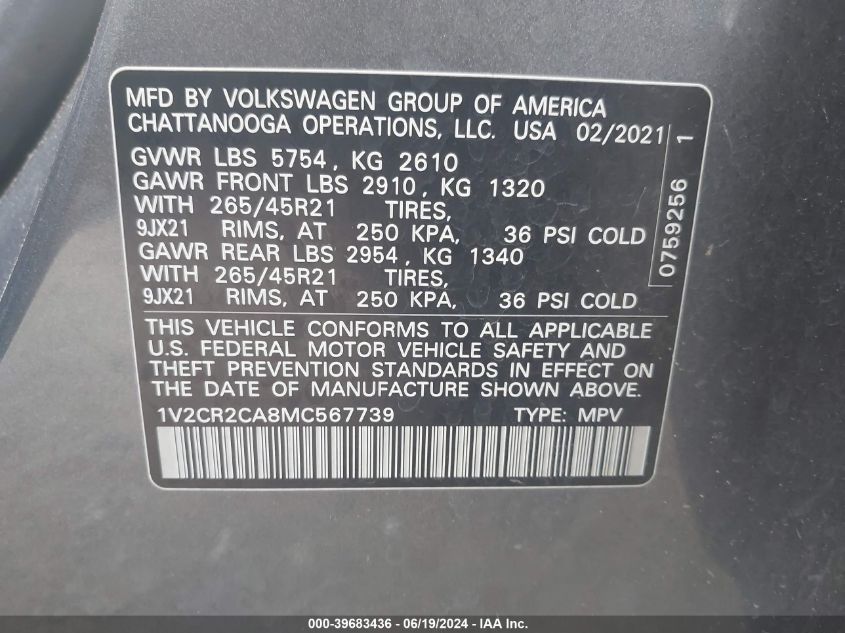 MFD BY VOLKSWAGEN GROUP OF AMERICA
CHATTANOOGA OPERATIONS, LLC. USA 02/2021
GVWR LBS 5754, KG 2610
GAWR FRONT LBS 2910, KG 1320
WITH 265/45R21 TIRES,
9JX21 RIMS, AT 250 KPA, 36 PSI COLD
GAWR REAR LBS 2954, KG 1340
WITH 265/45R21 TIRES,
9JX21 RIMS, AT 250 KPA, 36 PSI COLD
THIS VEHICLE CONFORMS TO ALL APPLICABLE
U.S. FEDERAL MOTOR VEHICLE SAFETY AND
THEFT PREVENTION STANDARDS IN EFFECT ON
THE DATE OF MANUFACTURE SHOWN ABOVE.
1V2CR2CA8MC567739 TYPE: MPV
0759256 1
000-39683436 - 06/19/2024 - IAA Inc.